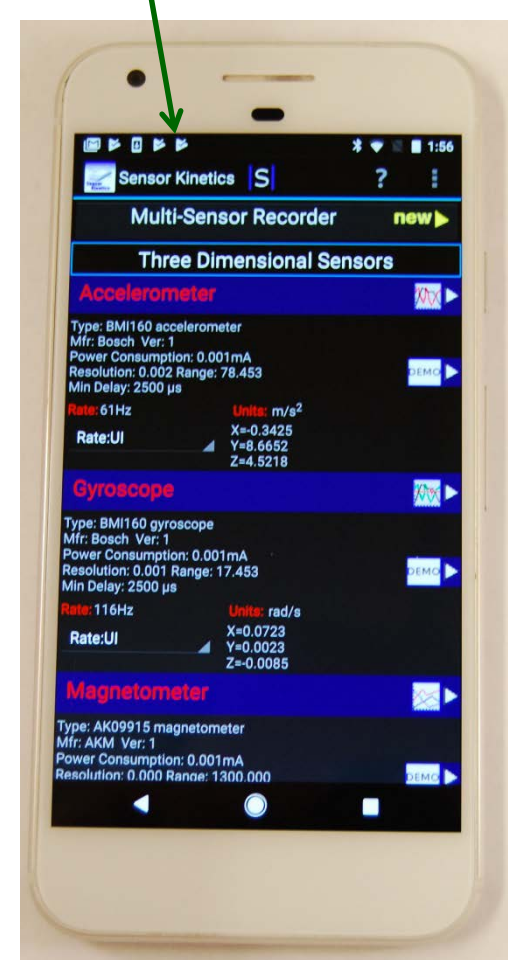 1:56
Sensor Kinetics |S| ?
Multi-Sensor Recorder new
Three Dimensional Sensors
Accelerometer
Type: BMI160 accelerometer
Mfr: Bosch Ver: 1
Power Consumption: 0.001mA
Resolution: 0.002 Range: 78.453
DEMO
Min Delay: 2500 µs
Rate: 61Hz Units: m/s²
Rate:UI
X=-0.3425
Y=8.6652
Z=4.5218
Gyroscope
Type: BMI160 gyroscope
Mfr: Bosch Ver: 1
Power Consumption: 0.001mA
Resolution: 0.001 Range: 17.453
DEMO
Min Delay: 2500 µs
Rate: 116Hz Units: rad/s
Rate:UI
X=0.0723
Y=0.0023
Z=-0.0085
Magnetometer
Type: AK09915 magnetometer
Mfr: AKM Ver: 1
Power Consumption: 0.001mA
Resolution: 0.000 Range: 1300.000
DEMO